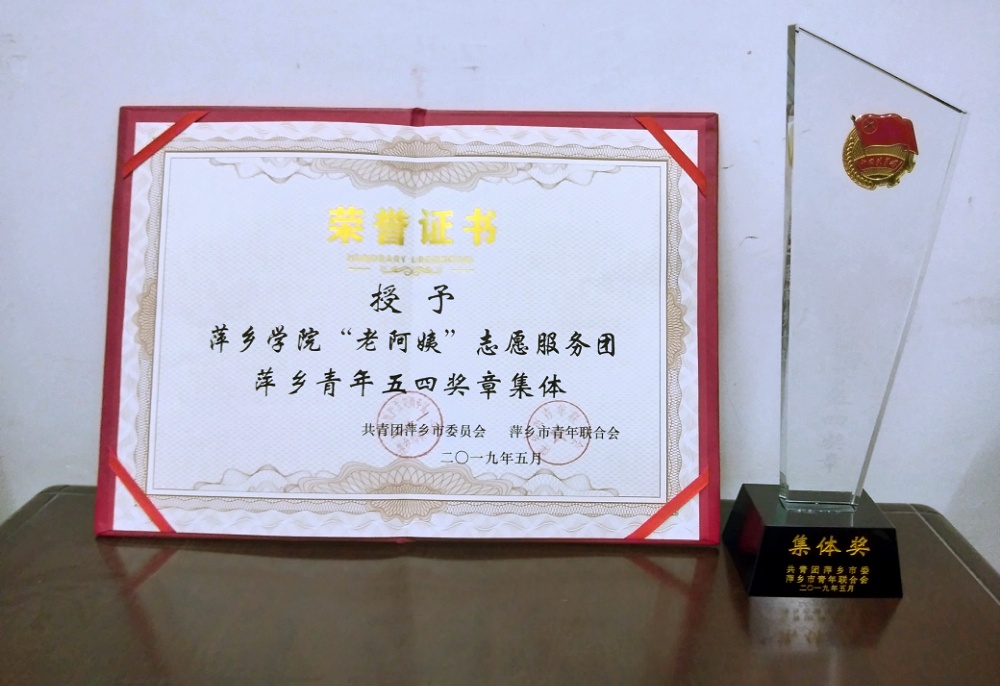 荣誉证书
授 予
萍乡学院“老阿姨”志愿服务团
萍乡青年五四奖章集体
共青团萍乡市委员会 萍乡市青年联合会
二〇一九年五月
集体奖
共青团萍乡市委
萍乡市青年联合会
二〇一九年五月